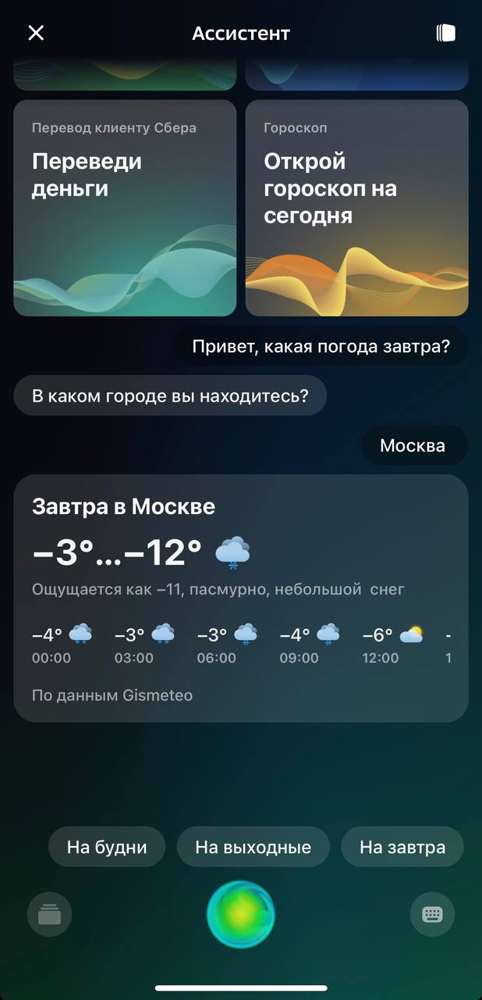 Ассистент
Перевод клиенту Сбера
Переведи
деньги
Гороскоп
Открой
гороскоп на
сегодня
Привет, какая погода завтра?
В каком городе вы находитесь?
Москва
Завтра в Москве
−3°...−12°
Ощущается как −11, пасмурно, небольшой снег
−4° −3° −3° −4° −6° -
00:00 03:00 06:00 09:00 12:00 1
По данным Gismeteo
На будни На выходные На завтра